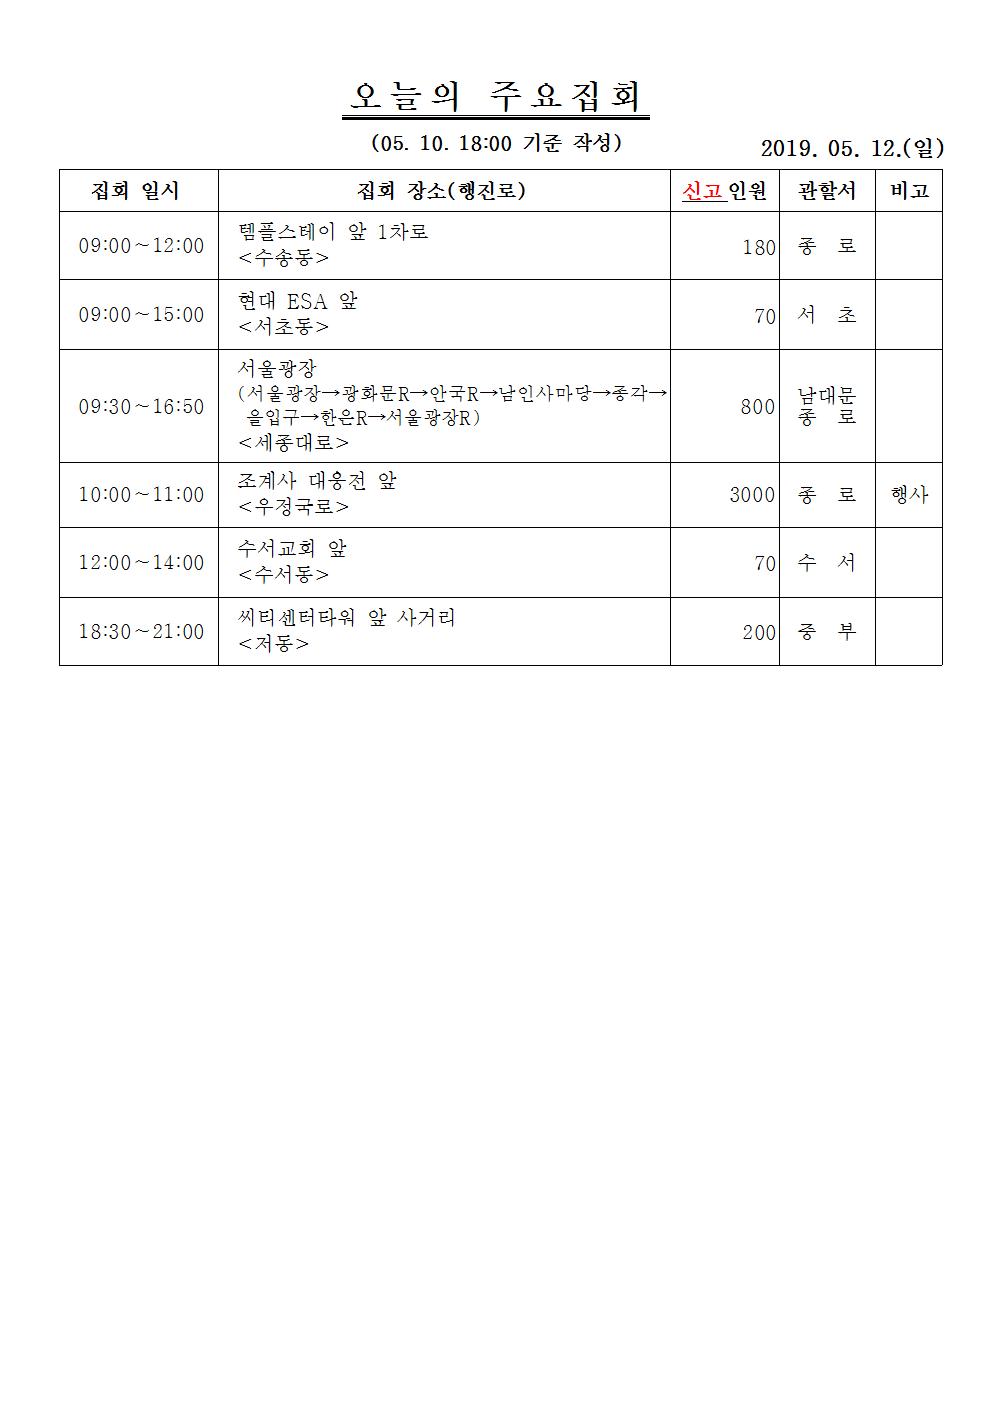 오늘의 주요집회
(05. 10. 18:00 기준 작성)
2019. 05. 12.(일)
집회 일시 집회 장소(행진로) 신고인원 관할서 비고
09:00~12:00 템플스테이 앞 1차로 180 종 로
<수송동>
09:00~15:00 현대 ESA 앞 70 서 초
<서초동>
서울광장
(서울광장→광화문R→안국R→남인사마당→종각→
09:30~16:50 800 남대문
을입구→한은R→서울광장R) 종 로
<세종대로>
10:00~11:00 조계사 대웅전 앞 3000 종 로 행사
<우정국로>
12:00~14:00 수서교회 앞 70 수 서
<수서동>
18:30~21:00 씨티센터타워 앞 사거리 200 중 부
<저동>